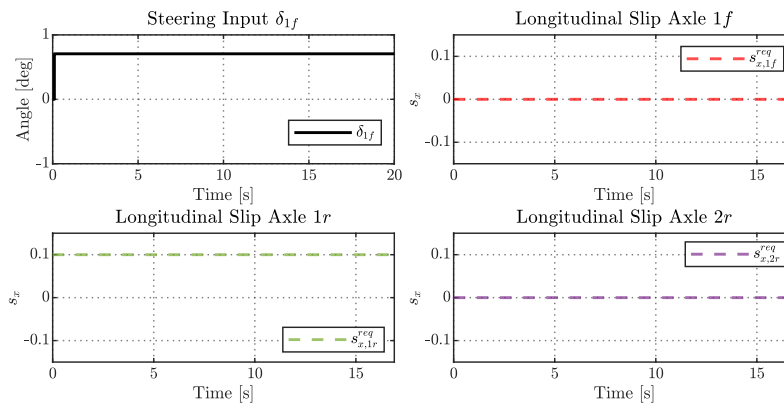 Steering Input δ1f
Angle [deg]
1
0
-1
δ1f
0 5 10 15 20
Time [s]
Longitudinal Slip Axle 1f
s_x
0.1
0
-0.1
s^{req}_{x,1f}
0 5 10 15
Time [s]
Longitudinal Slip Axle 1r
s_x
0.1
0
-0.1
s^{req}_{x,1r}
0 5 10 15
Time [s]
Longitudinal Slip Axle 2r
s_x
0.1
0
-0.1
s^{req}_{x,2r}
0 5 10 15
Time [s]